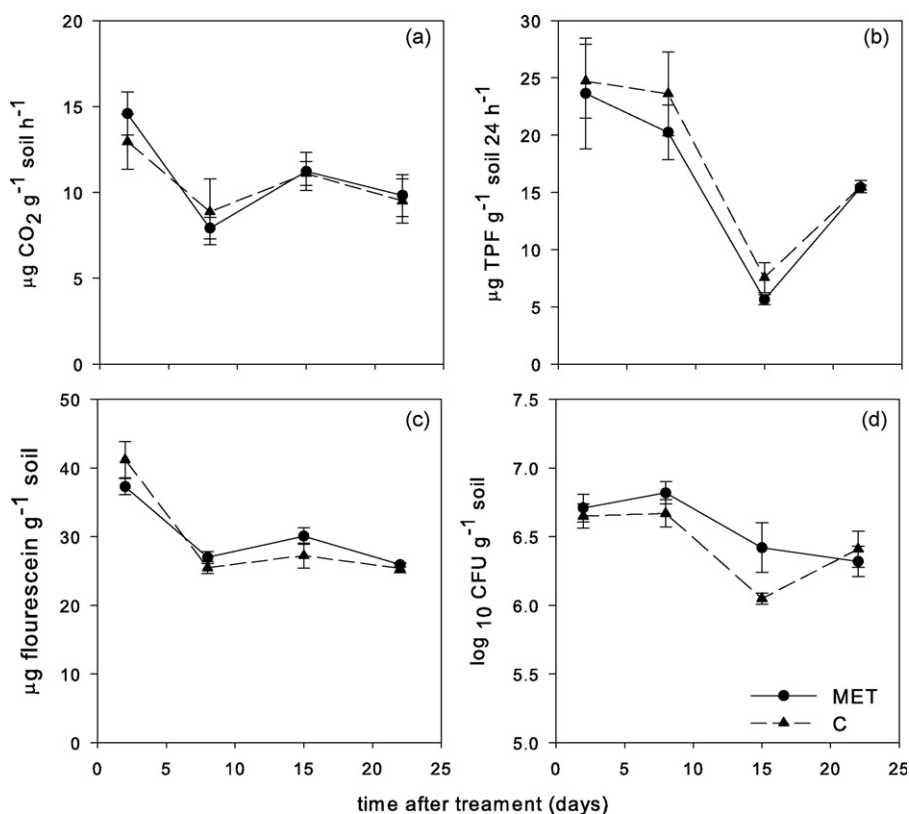 (a)
20
15
10
5
0
µg CO2 g-1 soil h-1
(b)
30
25
20
15
10
5
0
µg TPF g-1 soil 24 h-1
(c)
50
40
30
20
10
0
µg flourescein g-1 soil
0 5 10 15 20 25
(d)
7.5
7.0
6.5
6.0
5.5
5.0
log 10 CFU g-1 soil
MET
C
0 5 10 15 20 25
time after treament (days)